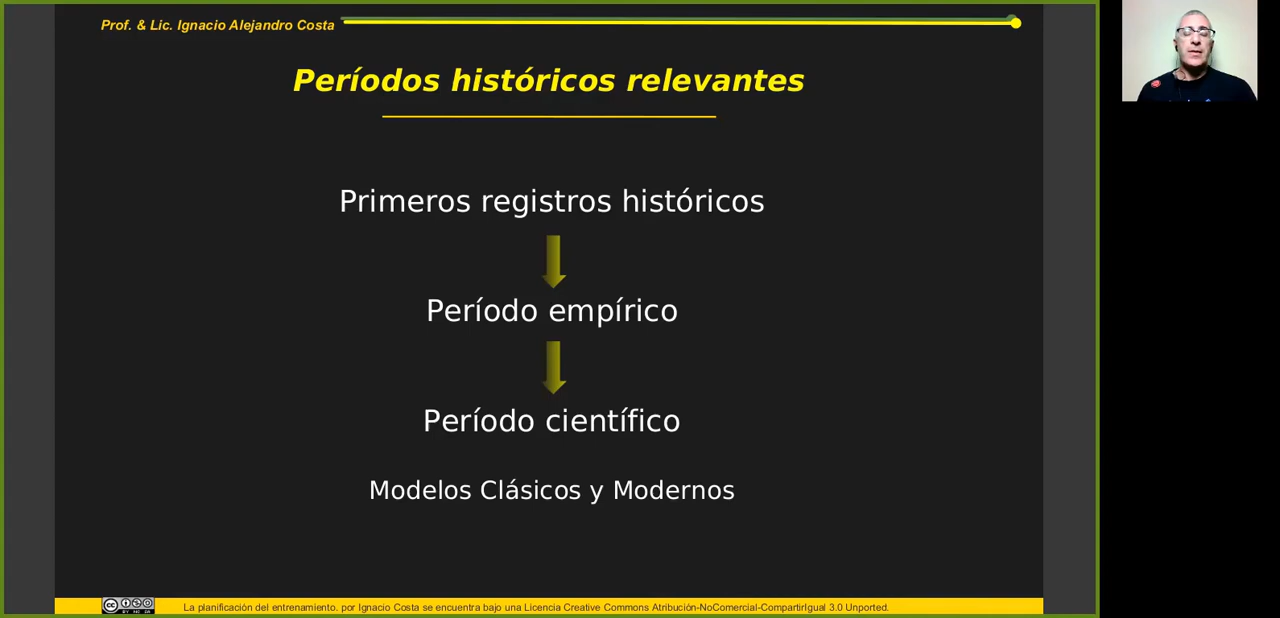 Prof. & Lic. Ignacio Alejandro Costa
Períodos históricos relevantes
Primeros registros históricos
Período empírico
Período científico
Modelos Clásicos y Modernos
La planificación del entrenamiento. por Ignacio Costa se encuentra bajo una Licencia Creative Commons Atribución-NoComercial-CompartirIgual 3.0 Unported.